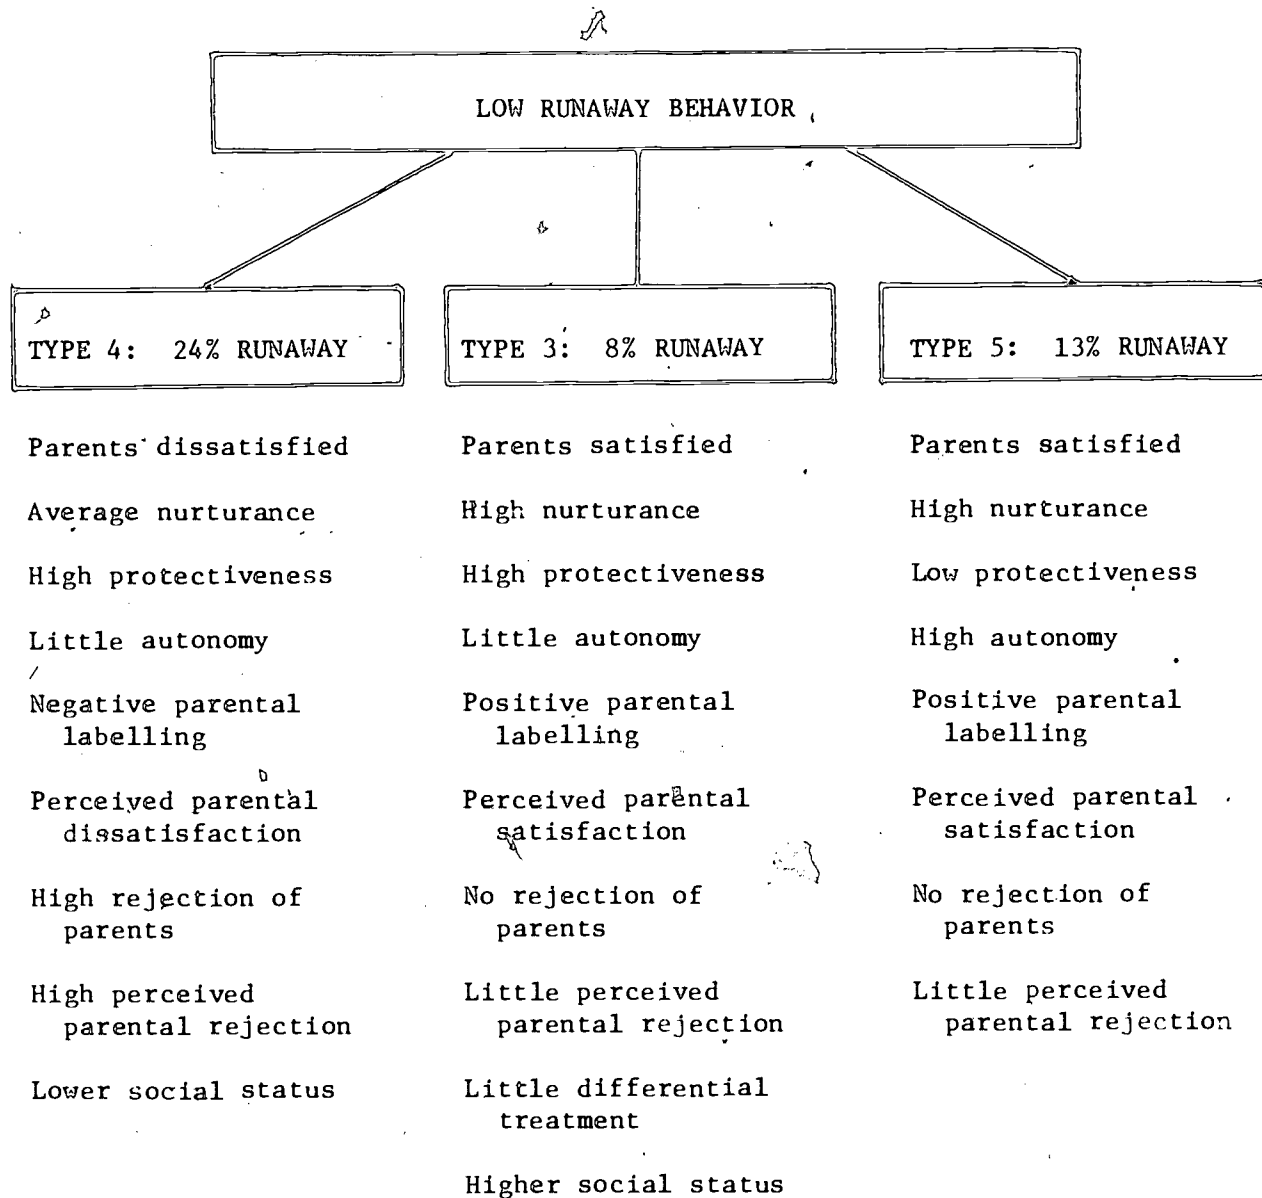 LOW RUNAWAY BEHAVIOR
TYPE 4: 24% RUNAWAY
Parents dissatisfied
Average nurturance
High protectiveness
Little autonomy
Negative parental
labelling
Perceived parental
dissatisfaction
High rejection of
parents
High perceived
parental rejection
Lower social status
TYPE 3: 8% RUNAWAY
Parents satisfied
High nurturance
High protectiveness
Little autonomy
Positive parental
labelling
Perceived parental
satisfaction
No rejection of
parents
Little perceived
parental rejection
Little differential
treatment
Higher social status
TYPE 5: 13% RUNAWAY
Parents satisfied
High nurturance
Low protectiveness
High autonomy
Positive parental
labelling
Perceived parental
satisfaction
No rejection of
parents
Little perceived
parental rejection